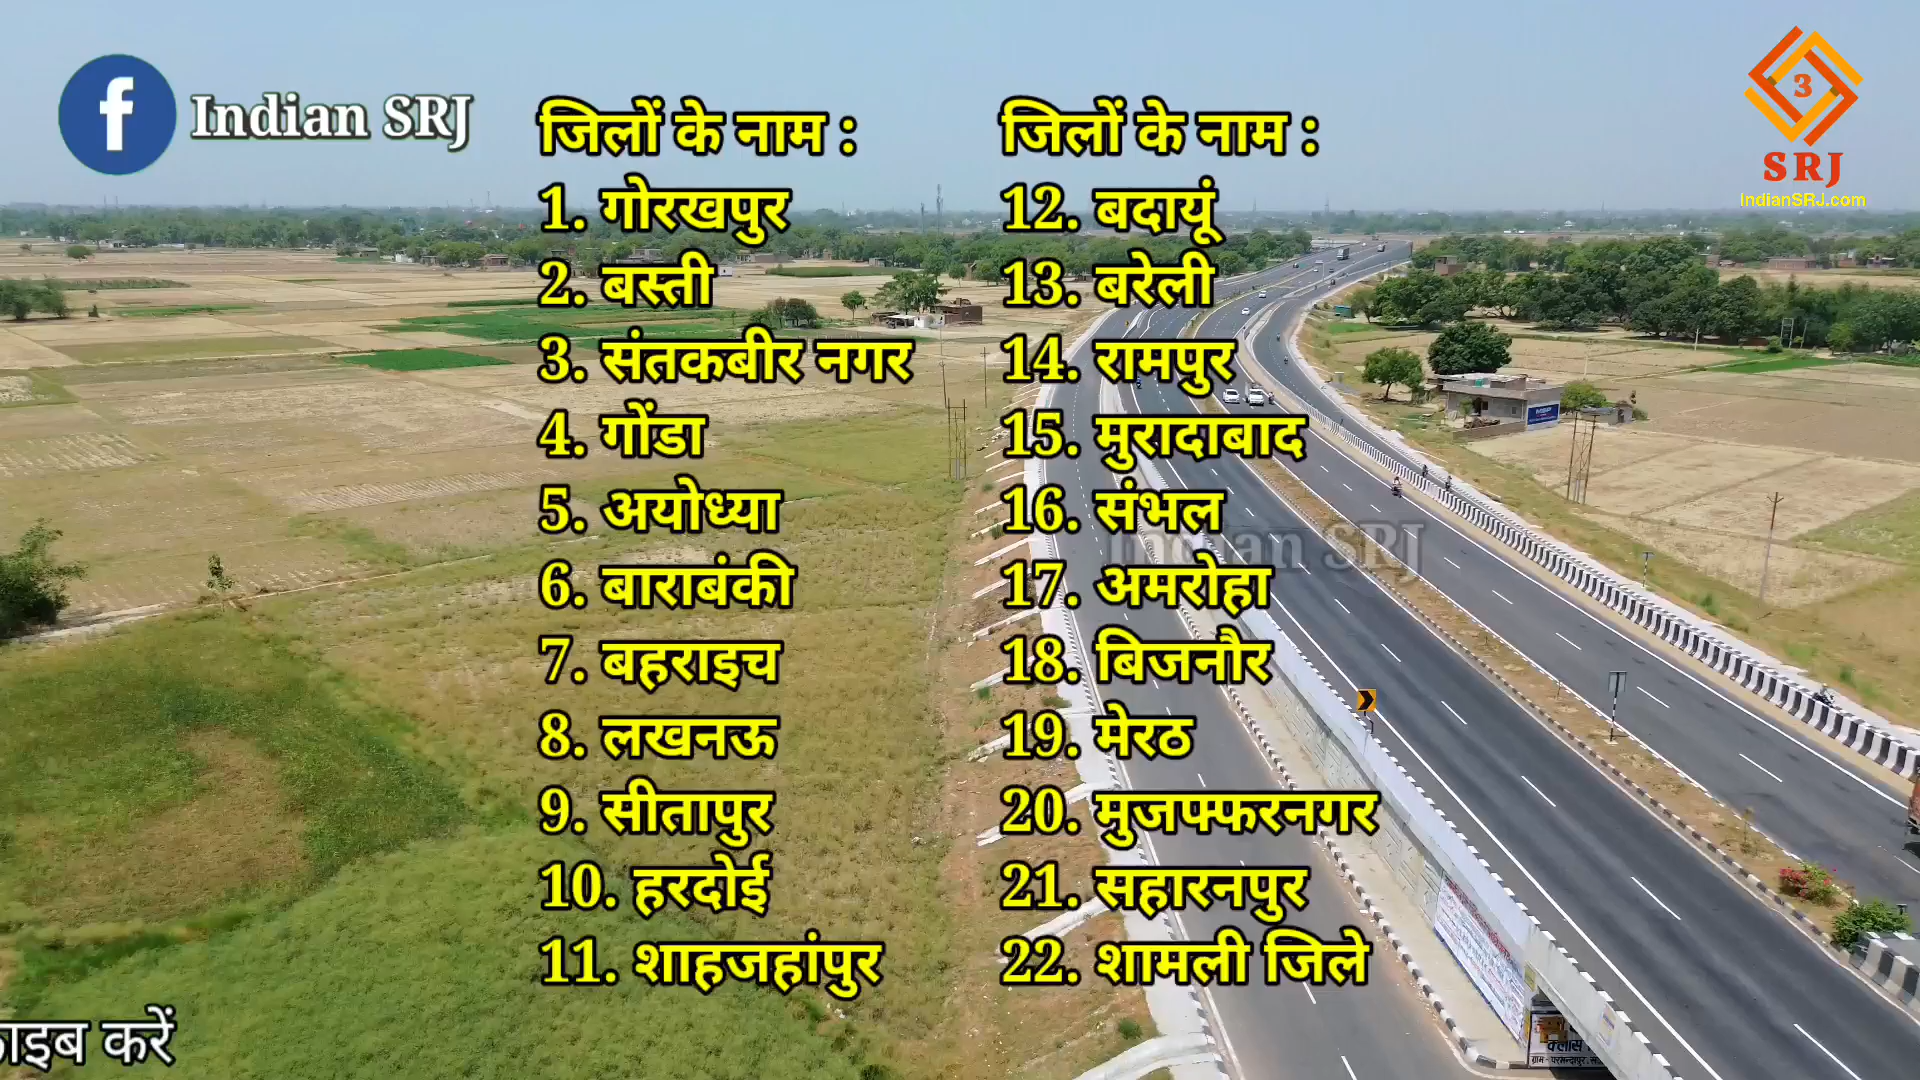 f
Indian SRJ
3
SRJ
IndianSRJ.com
जिलों के नाम :
1. गोरखपुर
2. बस्ती
3. संतकबीर नगर
4. गोंडा
5. अयोध्या
6. बाराबंकी
7. बहराइच
8. लखनऊ
9. सीतापुर
10. हरदोई
11. शाहजहांपुर
जिलों के नाम :
12. बदायूं
13. बरेली
14. रामपुर
15. मुरादाबाद
16. संभल
17. अमरोहा
18. बिजनौर
19. मेरठ
20. मुजफ्फरनगर
21. सहारनपुर
22. शामली जिले
Indian SRJ
करें